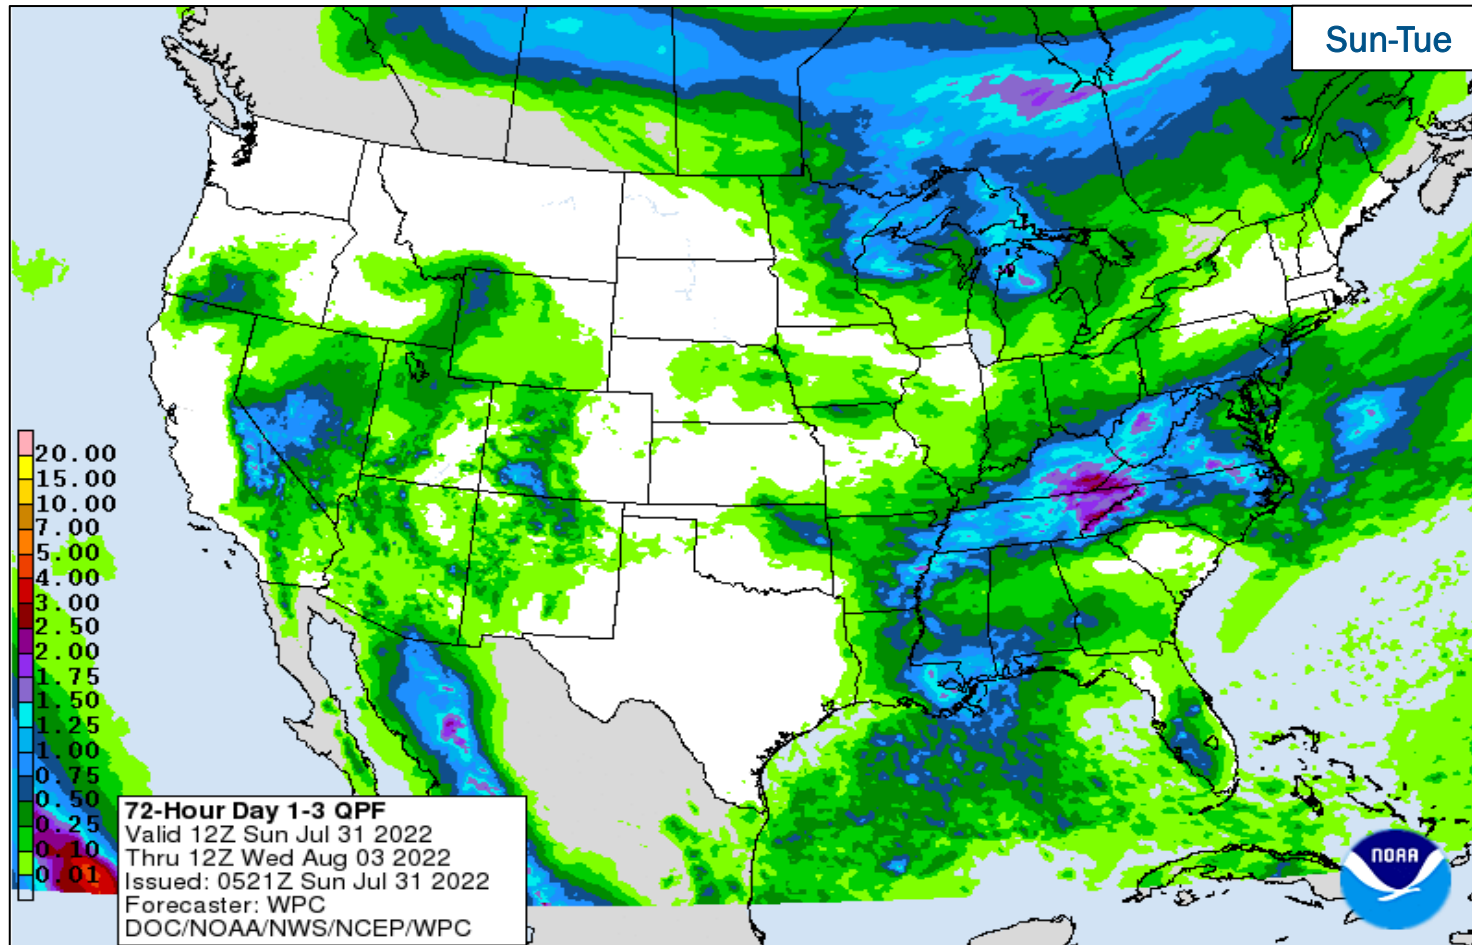 Sun-Tue
20.00
15.00
10.00
7.00
5.00
4.00
3.00
2.50
2.00
1.75
1.50
1.25
1.00
0.75
0.50
0.25
0.10
0.01
72-Hour Day 1-3 QPF
Valid 12Z Sun Jul 31 2022
Thru 12Z Wed Aug 03 2022
Issued: 0521Z Sun Jul 31 2022
Forecaster: WPC
DOC/NOAA/NWS/NCEP/WPC
NOAA